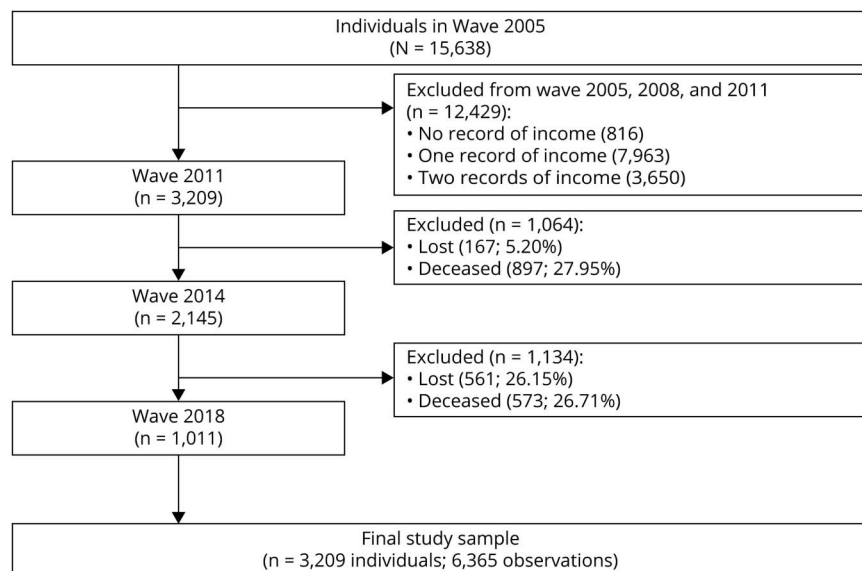 Individuals in Wave 2005
(N = 15,638)
Excluded from wave 2005, 2008, and 2011
(n = 12,429):
• No record of income (816)
• One record of income (7,963)
• Two records of income (3,650)
Wave 2011
(n = 3,209)
Excluded (n = 1,064):
• Lost (167; 5.20%)
• Deceased (897; 27.95%)
Wave 2014
(n = 2,145)
Excluded (n = 1,134):
• Lost (561; 26.15%)
• Deceased (573; 26.71%)
Wave 2018
(n = 1,011)
Final study sample
(n = 3,209 individuals; 6,365 observations)